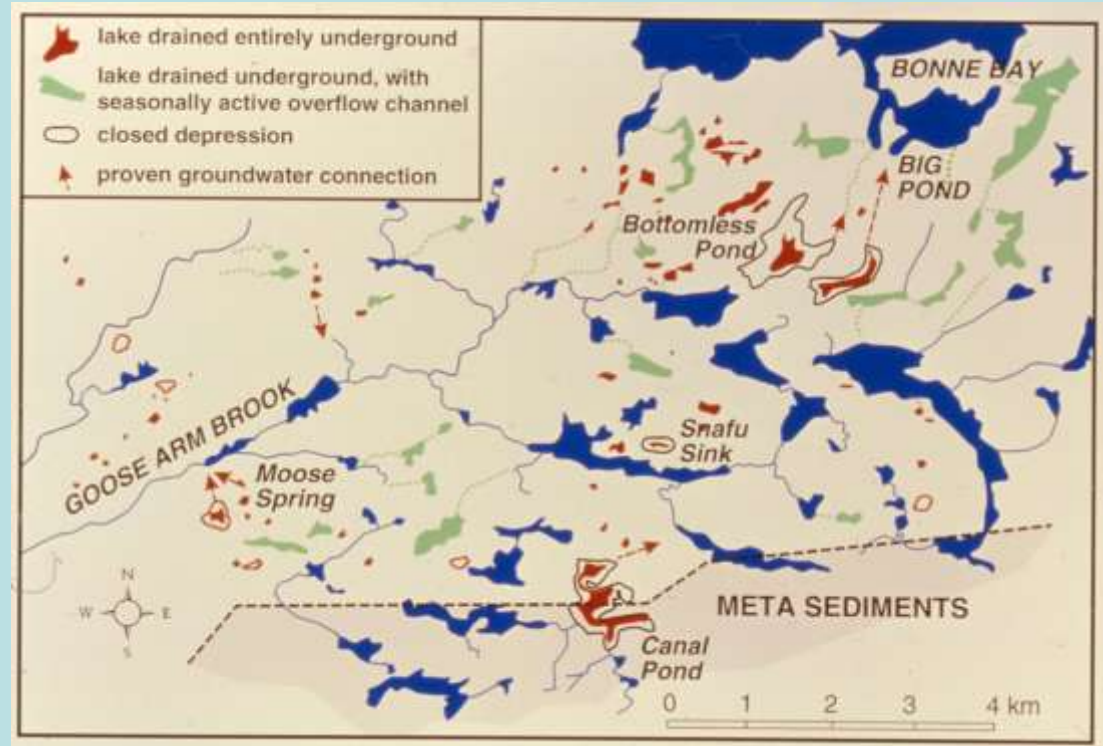 lake drained entirely underground
lake drained underground, with
seasonally active overflow channel
closed depression
proven groundwater connection
BONNE BAY
BIG
POND
Bottomless
Pond
GOOSE ARM BROOK
Snafu
Sink
Moose
Spring
N
W E
S
META SEDIMENTS
Canal
Pond
0 1 2 3 4 km